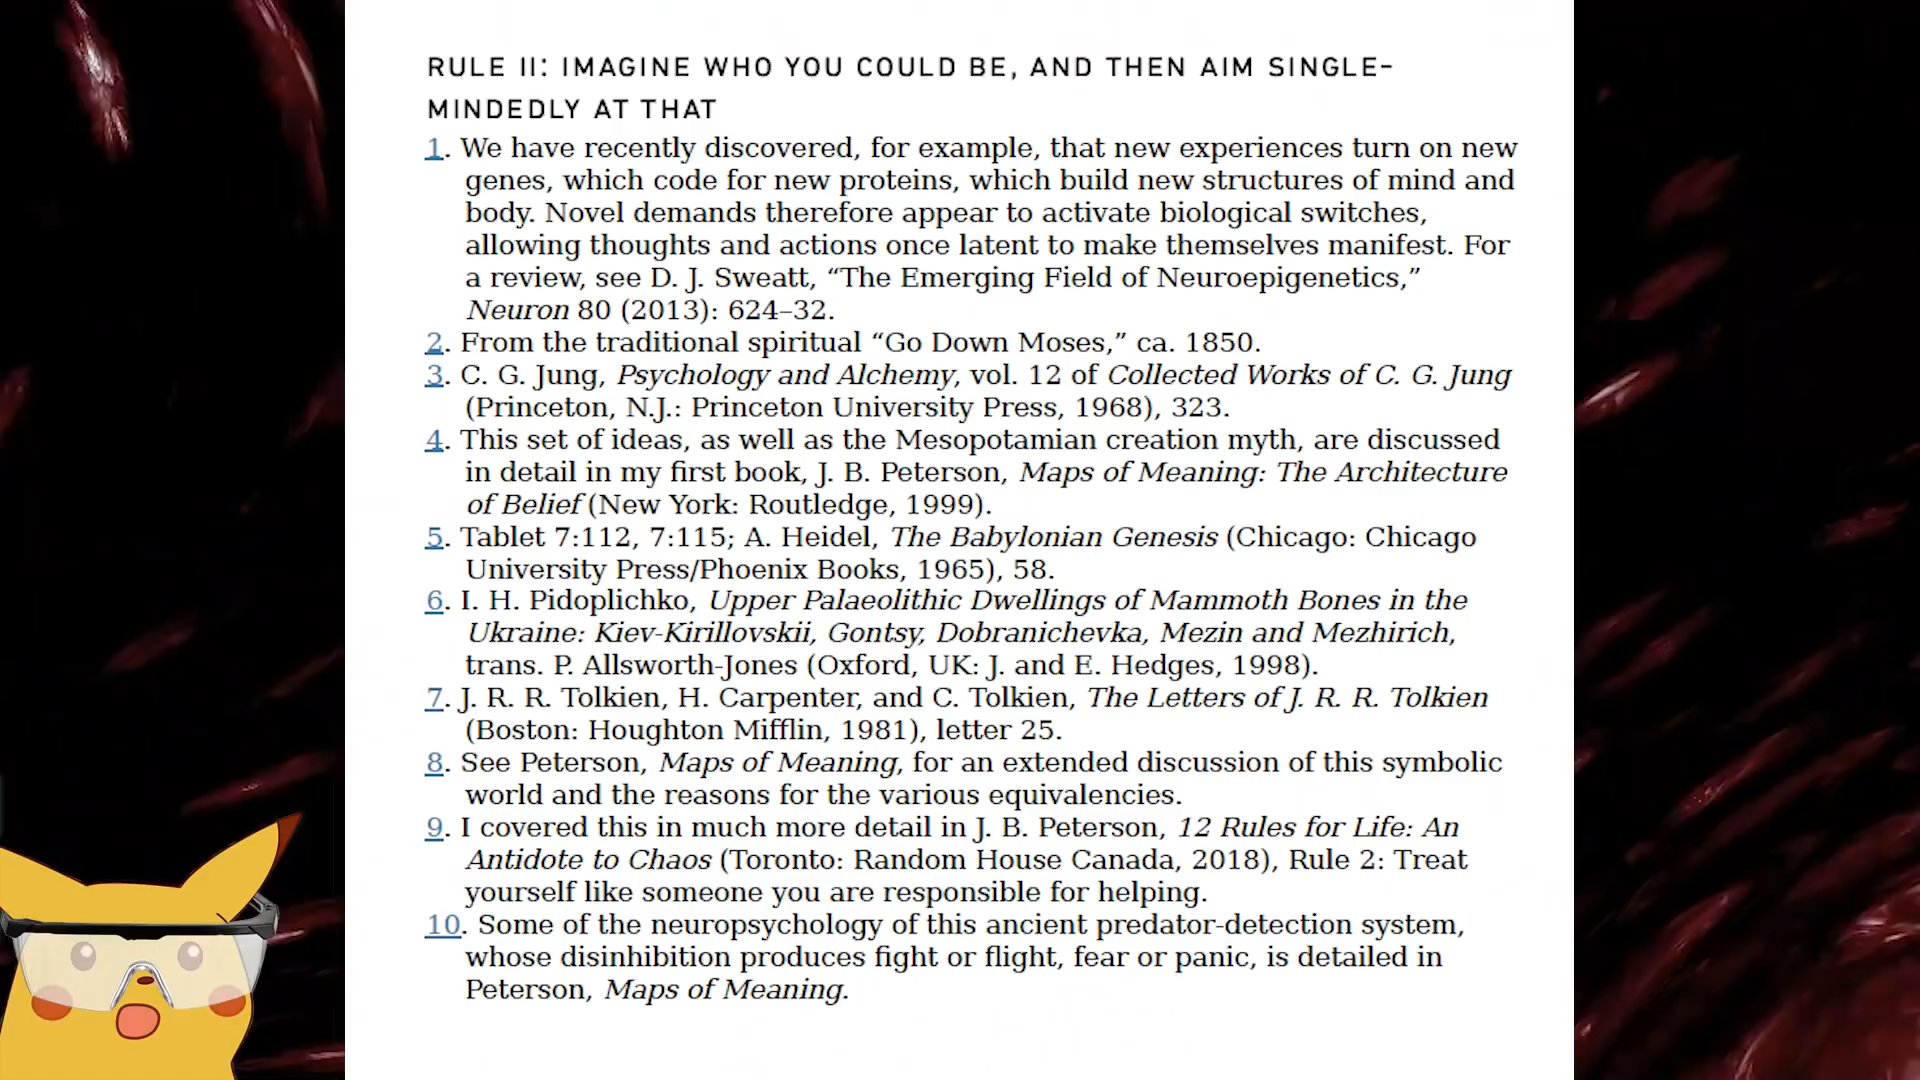 RULE II: IMAGINE WHO YOU COULD BE, AND THEN AIM SINGLE-
MINDEDLY AT THAT
1. We have recently discovered, for example, that new experiences turn on new
genes, which code for new proteins, which build new structures of mind and
body. Novel demands therefore appear to activate biological switches,
allowing thoughts and actions once latent to make themselves manifest. For
a review, see D. J. Sweatt, “The Emerging Field of Neuroepigenetics,”
Neuron 80 (2013): 624–32.
2. From the traditional spiritual “Go Down Moses,” ca. 1850.
3. C. G. Jung, Psychology and Alchemy, vol. 12 of Collected Works of C. G. Jung
(Princeton, N.J.: Princeton University Press, 1968), 323.
4. This set of ideas, as well as the Mesopotamian creation myth, are discussed
in detail in my first book, J. B. Peterson, Maps of Meaning: The Architecture
of Belief (New York: Routledge, 1999).
5. Tablet 7:112, 7:115; A. Heidel, The Babylonian Genesis (Chicago: Chicago
University Press/Phoenix Books, 1965), 58.
6. I. H. Pidoplichko, Upper Palaeolithic Dwellings of Mammoth Bones in the
Ukraine: Kiev-Kirillovskii, Gontsy, Dobranichevka, Mezin and Mezhirich,
trans. P. Allsworth-Jones (Oxford, UK: J. and E. Hedges, 1998).
7. J. R. R. Tolkien, H. Carpenter, and C. Tolkien, The Letters of J. R. R. Tolkien
(Boston: Houghton Mifflin, 1981), letter 25.
8. See Peterson, Maps of Meaning, for an extended discussion of this symbolic
world and the reasons for the various equivalencies.
9. I covered this in much more detail in J. B. Peterson, 12 Rules for Life: An
Antidote to Chaos (Toronto: Random House Canada, 2018), Rule 2: Treat
yourself like someone you are responsible for helping.
10. Some of the neuropsychology of this ancient predator-detection system,
whose disinhibition produces fight or flight, fear or panic, is detailed in
Peterson, Maps of Meaning.